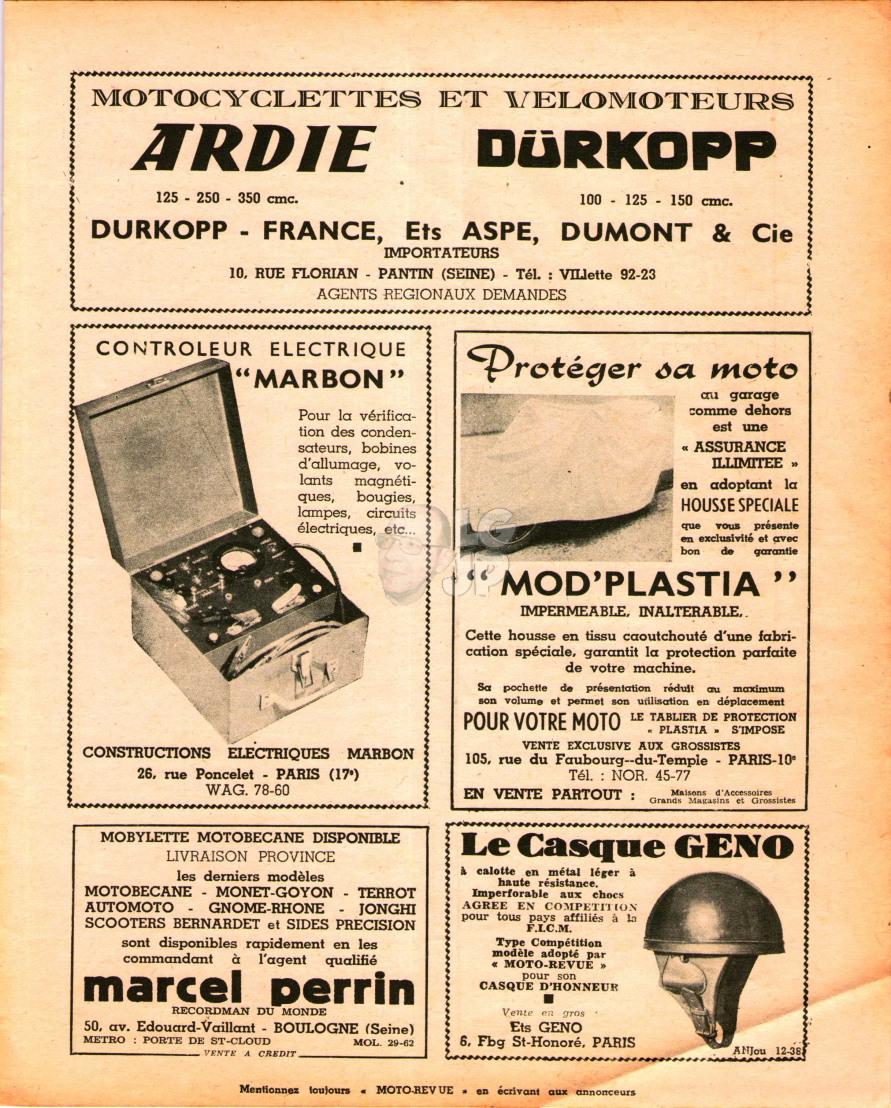 MOTOCYCLETTES ET VELOMOTEURS
ARDIE
DÜRKOPP
125 - 250 - 350 cmc.
100 - 125 - 150 cmc.
DURKOPP - FRANCE, Ets ASPE, DUMONT & Cie
IMPORTATEURS
10, RUE FLORIAN - PANTIN (SEINE) - Tél. : VILlette 92-23
AGENTS REGIONAUX DEMANDES
CONTROLEUR ELECTRIQUE
"MARBON"
Pour la vérifica-
tion des conden-
sateurs, bobines
d'allumage, vo-
lants magnéti-
ques, bougies,
lampes, circuits
électriques, etc...
CONSTRUCTIONS ELECTRIQUES MARBON
26, rue Poncelet - PARIS (17e)
WAG. 78-60
Protéger sa moto
au garage
comme dehors
est une
« ASSURANCE
ILLIMITEE »
en adoptant la
HOUSSE SPECIALE
que vous présente
en exclusivité et avec
bon de garantie
LG
JP
"MOD'PLASTIA"
IMPERMEABLE, INALTERABLE,.
Cette housse en tissu caoutchouté d'une fabri-
cation spéciale, garantit la protection parfaite
de votre machine.
Sa pochette de présentation réduit au maximum
son volume et permet son utilisation en déplacement
POUR VOTRE MOTO LE TABLIER DE PROTECTION
« PLASTIA » S'IMPOSE
VENTE EXCLUSIVE AUX GROSSISTES
105, rue du Faubourg--du-Temple - PARIS-10e
Tél. : NOR. 45-77
EN VENTE PARTOUT : Maisons d'Accessoires
Grands Magasins et Grossistes
MOBYLETTE MOTOBECANE DISPONIBLE
LIVRAISON PROVINCE
les derniers modèles
MOTOBECANE - MONET-GOYON - TERROT
AUTOMOTO - GNOME-RHONE - JONGHI
SCOOTERS BERNARDET et SIDES PRECISION
sont disponibles rapidement en les
commandant à l'agent qualifié
marcel perrin
RECORDMAN DU MONDE
50, av. Edouard-Vaillant - BOULOGNE (Seine)
METRO : PORTE DE ST-CLOUD MOL. 29-62
VENTE A CREDIT
Le Casque GENO
à calotte en métal léger à
haute résistance.
Imperforable aux chocs
AGREE EN COMPETITION
pour tous pays affiliés à la
F.I.C.M.
Type Compétition
modèle adopté par
« MOTO-REVUE »
pour son
CASQUE D'HONNEUR
Vente en gros :
Ets GENO
6, Fbg St-Honoré, PARIS
ANJou 12-38
Mentionnez toujours « MOTO-REVUE » en écrivant aux annonceurs